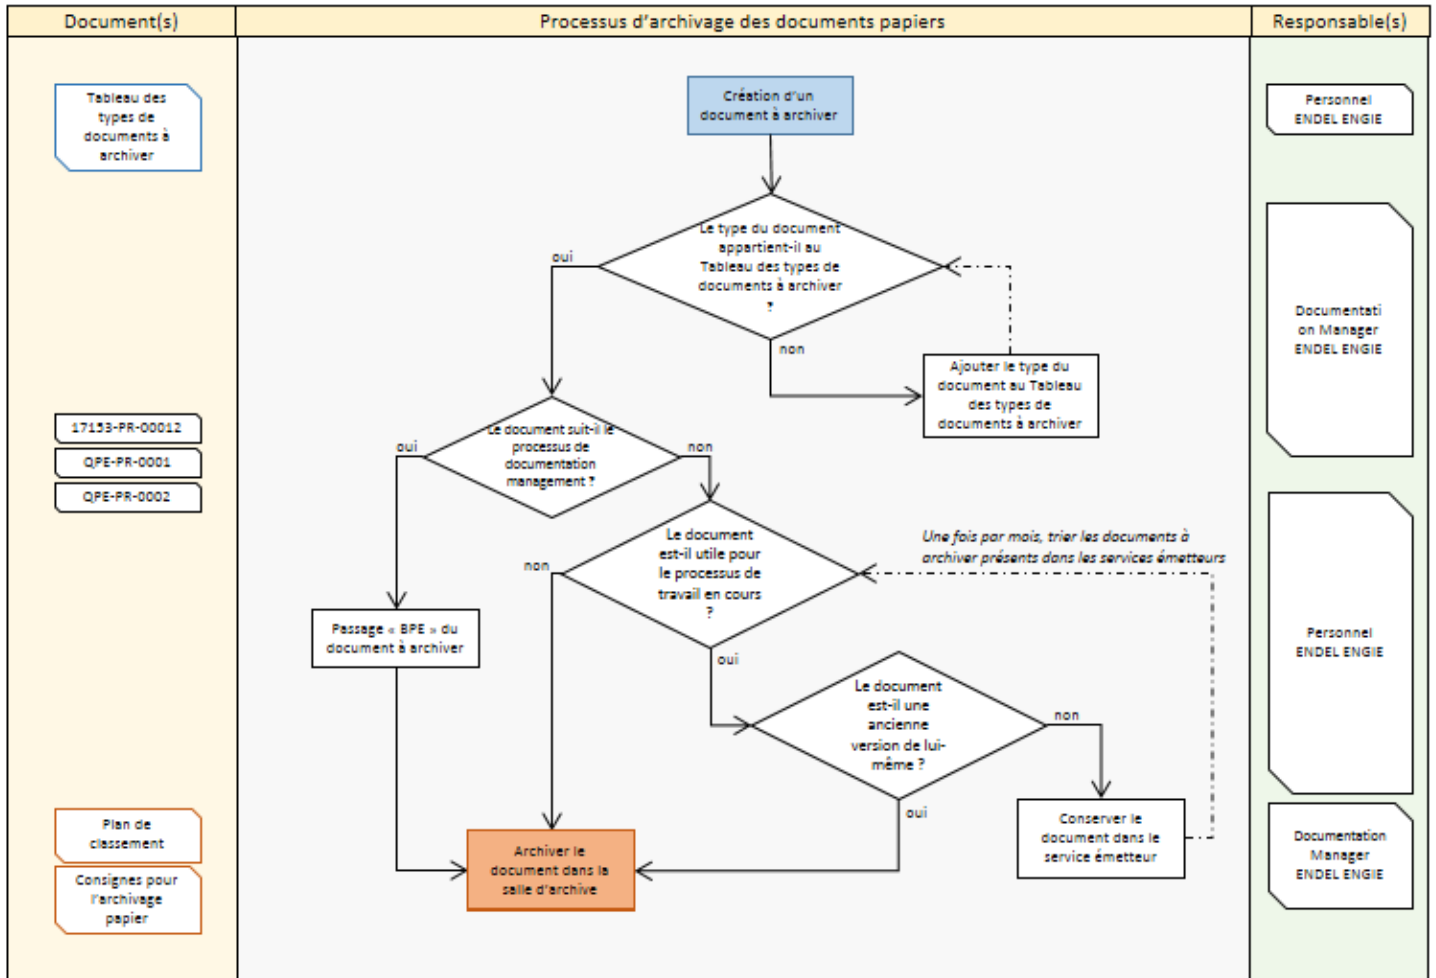 Document(s)
Processus d'archivage des documents papiers
Responsable(s)
Tableau des
types de
documents à
archiver
Création d'un
document à archiver
Personnel
ENDEL ENGIE
Le type du document
appartient-il au
Tableau des types de
documents à archiver
?
oui
non
Ajouter le type du
document au Tableau
des types de
documents à archiver
Documentati
on Manager
ENDEL ENGIE
17153-PR-00012
QPE-PR-0001
QPE-PR-0002
Le document suit-il le
processus de
documentation
management ?
oui
non
Le document
est-il utile pour
le processus de
travail en cours
?
non
oui
Une fois par mois, trier les documents à
archiver présents dans les services émetteurs
Passage « BPE » du
document à archiver
Personnel
ENDEL ENGIE
Le document
est-il une
ancienne
version de lui-
même ?
non
oui
Conserver le
document dans le
service émetteur
Plan de
classement
Consignes pour
l'archivage
papier
Archiver le
document dans la
salle d'archive
Documentation
Manager
ENDEL ENGIE